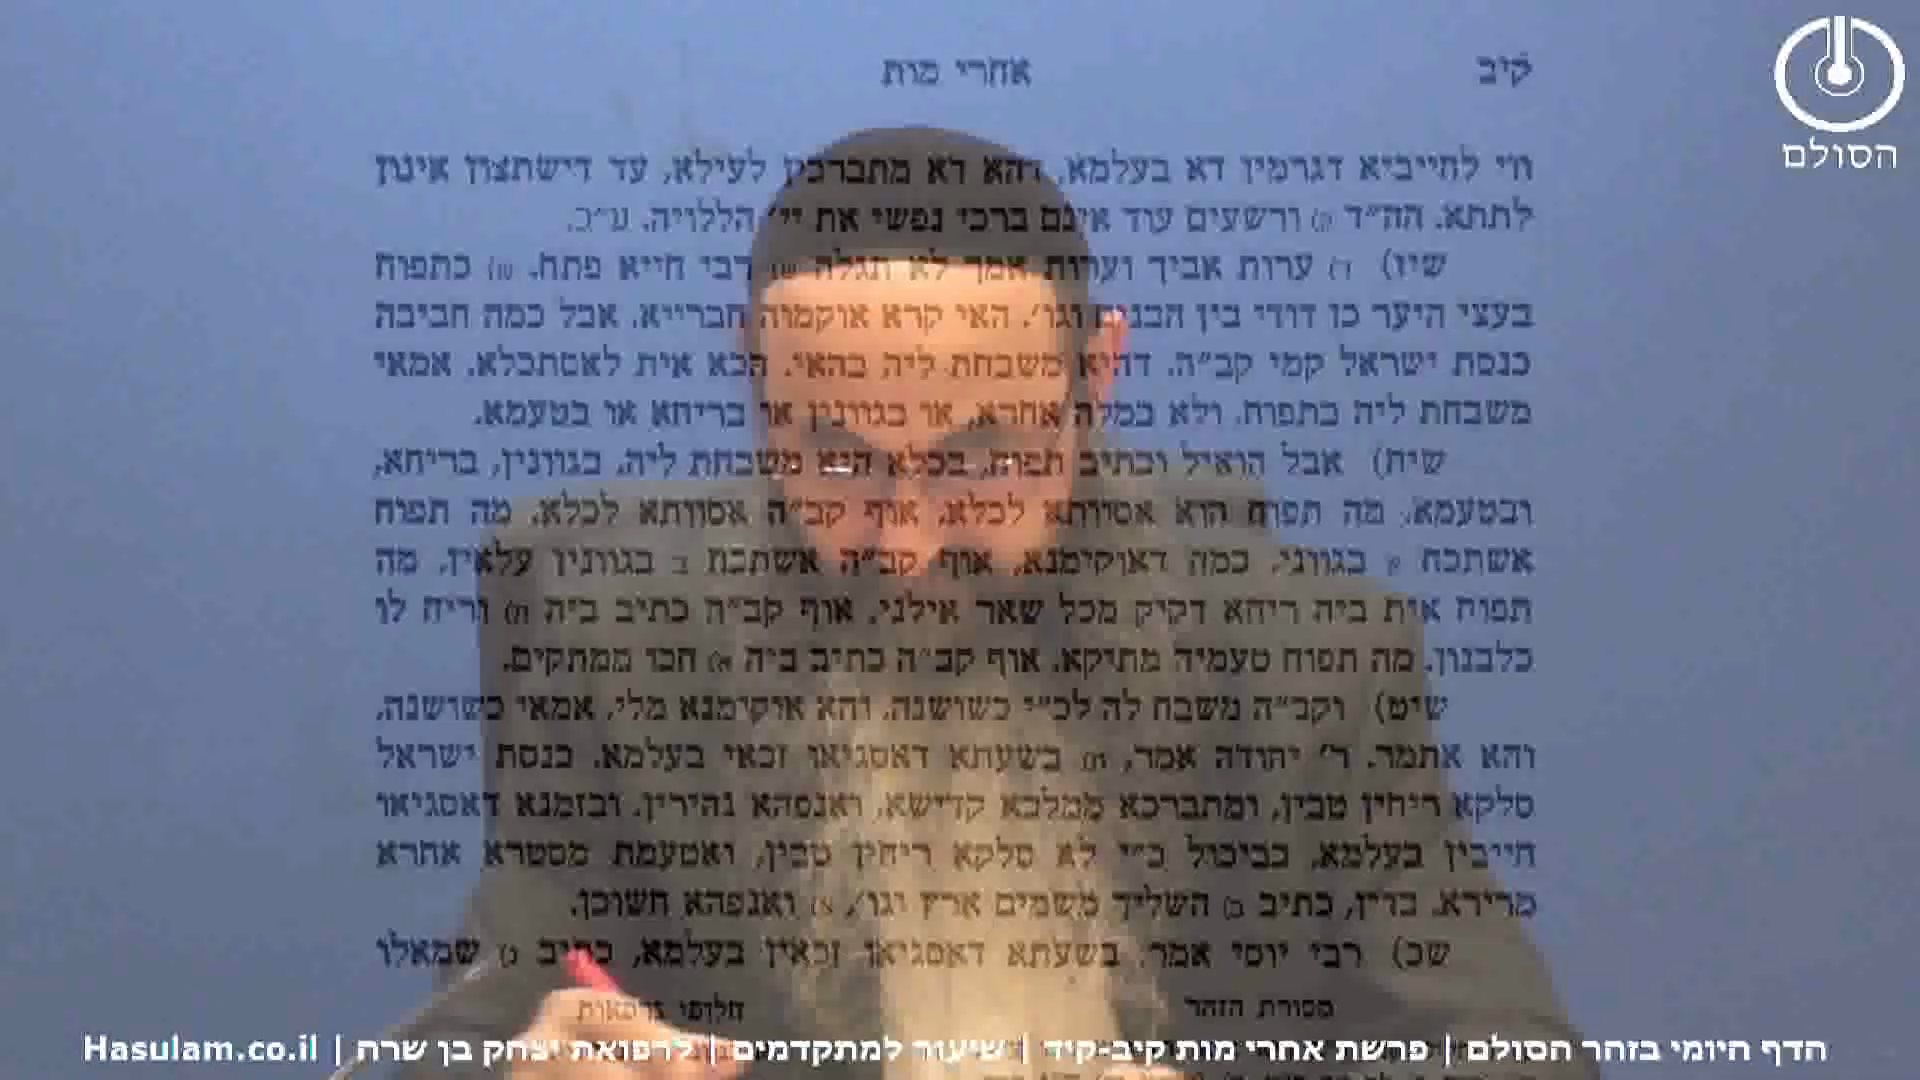 קיב אחרי מות
הסולם
ח״י לחייביא דגרמין דא בעלמא, דהא דא מתברכין לעילא, עד דישתצון אינון
לתתא. הה״ד ורשעים עוד אינם ברכי נפשי את יי׳ הללויה.
שיז) ערות אביך וערות אמך לא תגלה רבי חייא פתח, כתפוח
בעצי היער כן דודי בין הבנים וגו׳. האי קרא אוקמוה חברייא, אבל כמה חביבה
כנסת ישראל קמי קב״ה, דהיא משבחת ליה בהאי. הכא אית לאסתכלא, אמאי
משבחת ליה בתפוח, ולא במלה אחרא, או בגוונין או בריחא או בטעמא.
שיח) אבל הואיל וכתיב תפוח, בכלא היא משבחת ליה, בגוונין, בריחא,
ובטעמא. מה תפוח הוא אסוותא לכלא, אוף קב״ה אסוותא לכלא. מה תפוח
אשתכח בגווני, כמה דאוקימנא, אוף קב״ה אשתכח בגוונין עלאין. מה
תפוח אית ביה ריחא דקיק מכל שאר אילני, אוף קב״ה כתיב ביה וריח לו
כלבנון. מה תפוח טעמיה מתיקא, אוף קב״ה כתיב ביה חכו ממתקים.
שיט) וקב״ה משבח לה לכ״י כשושנה, והא אוקימנא מלי, אמאי כשושנה,
והא אתמר. ר׳ יהודה אמר, בשעתא דאסגיאו זכאי בעלמא, כנסת ישראל
סלקא ריחין טבין, ומתברכא ממלכא קדישא, ואנפהא נהירין. ובזמנא דאסגיאו
חייבין בעלמא, כביכול כ״י לא סלקא ריחין טבין, ואטעמת מסטרא אחרא
מרירא, כדין, כתיב השליך משמים ארץ וגו׳, ואנפהא חשוכן.
שכ) רבי יוסי אמר, בשעתא דאסגיאו זכאין בעלמא, כתיב שמאלו
מסורת הזהר חלופי גרסאות
הדף היומי בזהר הסולם | פרשת אחרי מות קיב-קיד | שיעור למתקדמים | לרפואת יצחק בן שרה | Hasulam.co.il